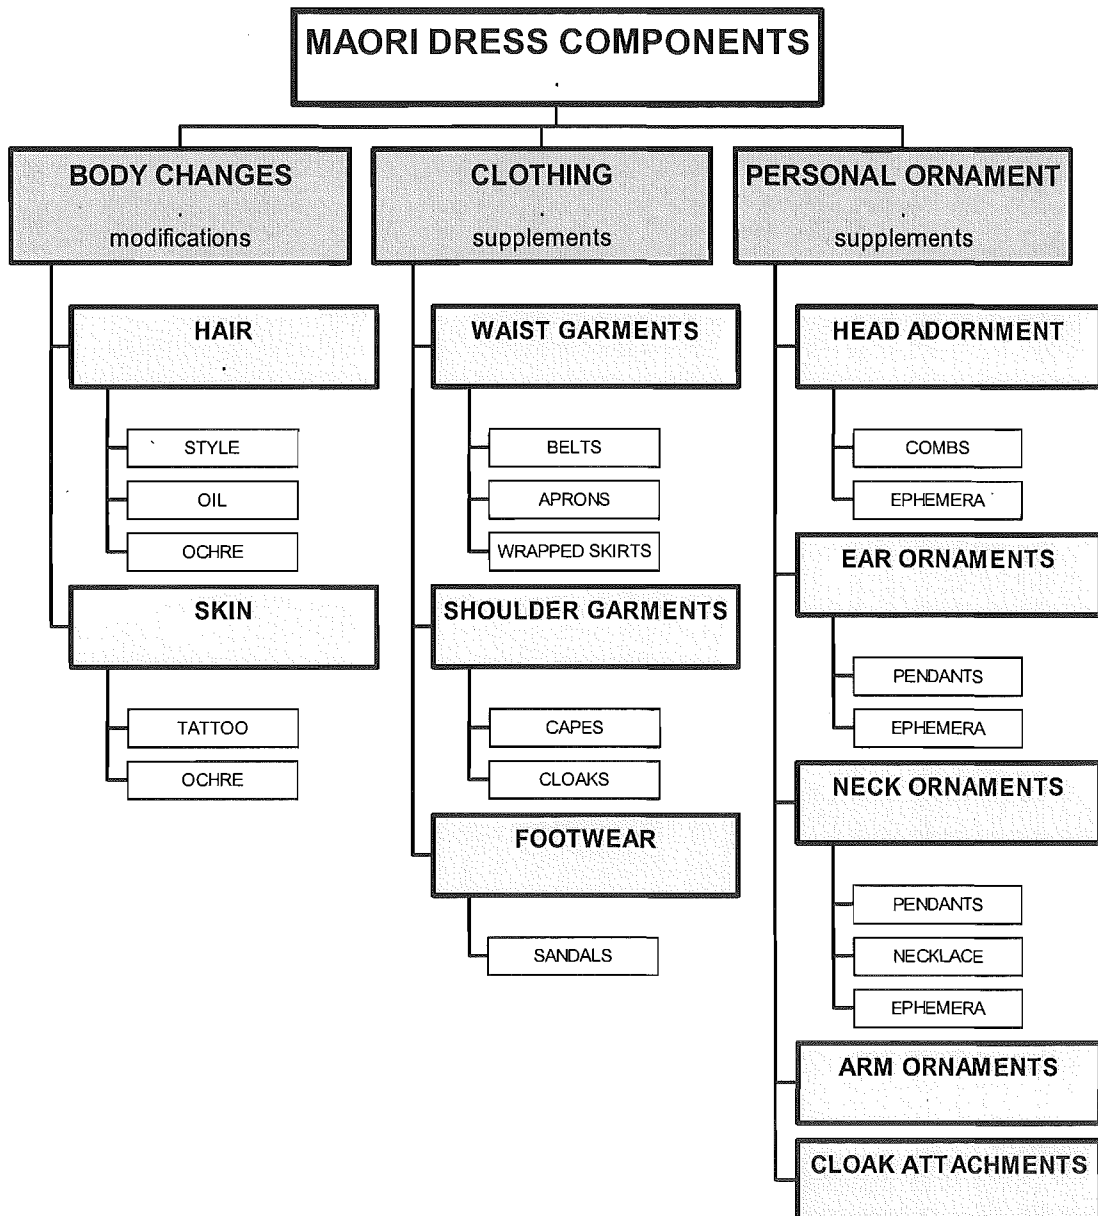 MAORI DRESS COMPONENTS
BODY CHANGES
modifications
HAIR
STYLE
OIL
OCHRE
SKIN
TATTOO
OCHRE
CLOTHING
supplements
WAIST GARMENTS
BELTS
APRONS
WRAPPED SKIRTS
SHOULDER GARMENTS
CAPES
CLOAKS
FOOTWEAR
SANDALS
PERSONAL ORNAMENT
supplements
HEAD ADORNMENT
COMBS
EPHEMERA
EAR ORNAMENTS
PENDANTS
EPHEMERA
NECK ORNAMENTS
PENDANTS
NECKLACE
EPHEMERA
ARM ORNAMENTS
CLOAK ATTACHMENTS